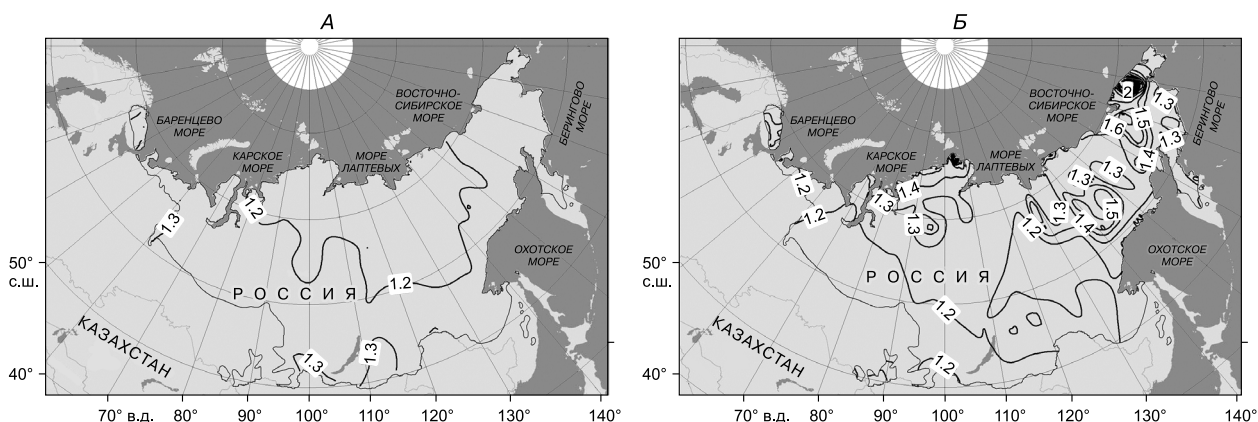 А
БАРЕНЦЕВО
МОРЕ
КАРСКОЕ
МОРЕ
МОРЕ
ЛАПТЕВЫХ
ВОСТОЧНО-
СИБИРСКОЕ
МОРЕ
БЕРИНГОВО
МОРЕ
ОХОТСКОЕ
МОРЕ
РОССИЯ
КАЗАХСТАН
1.3
1.2
1.2
1.3
1.3
50°
с.ш.
40°
70° в.д.
80°
90°
100°
110°
120°
130°
140°
Б
БАРЕНЦЕВО
МОРЕ
КАРСКОЕ
МОРЕ
МОРЕ
ЛАПТЕВЫХ
ВОСТОЧНО-
СИБИРСКОЕ
МОРЕ
БЕРИНГОВО
МОРЕ
ОХОТСКОЕ
МОРЕ
РОССИЯ
КАЗАХСТАН
2
1.3
1.5
1.6
1.3
1.4
1.3
1.3
1.3
1.5
1.4
1.2
1.4
1.3
1.3
1.2
1.2
1.2
1.2
50°
с.ш.
40°
70° в.д.
80°
90°
100°
110°
120°
130°
140°